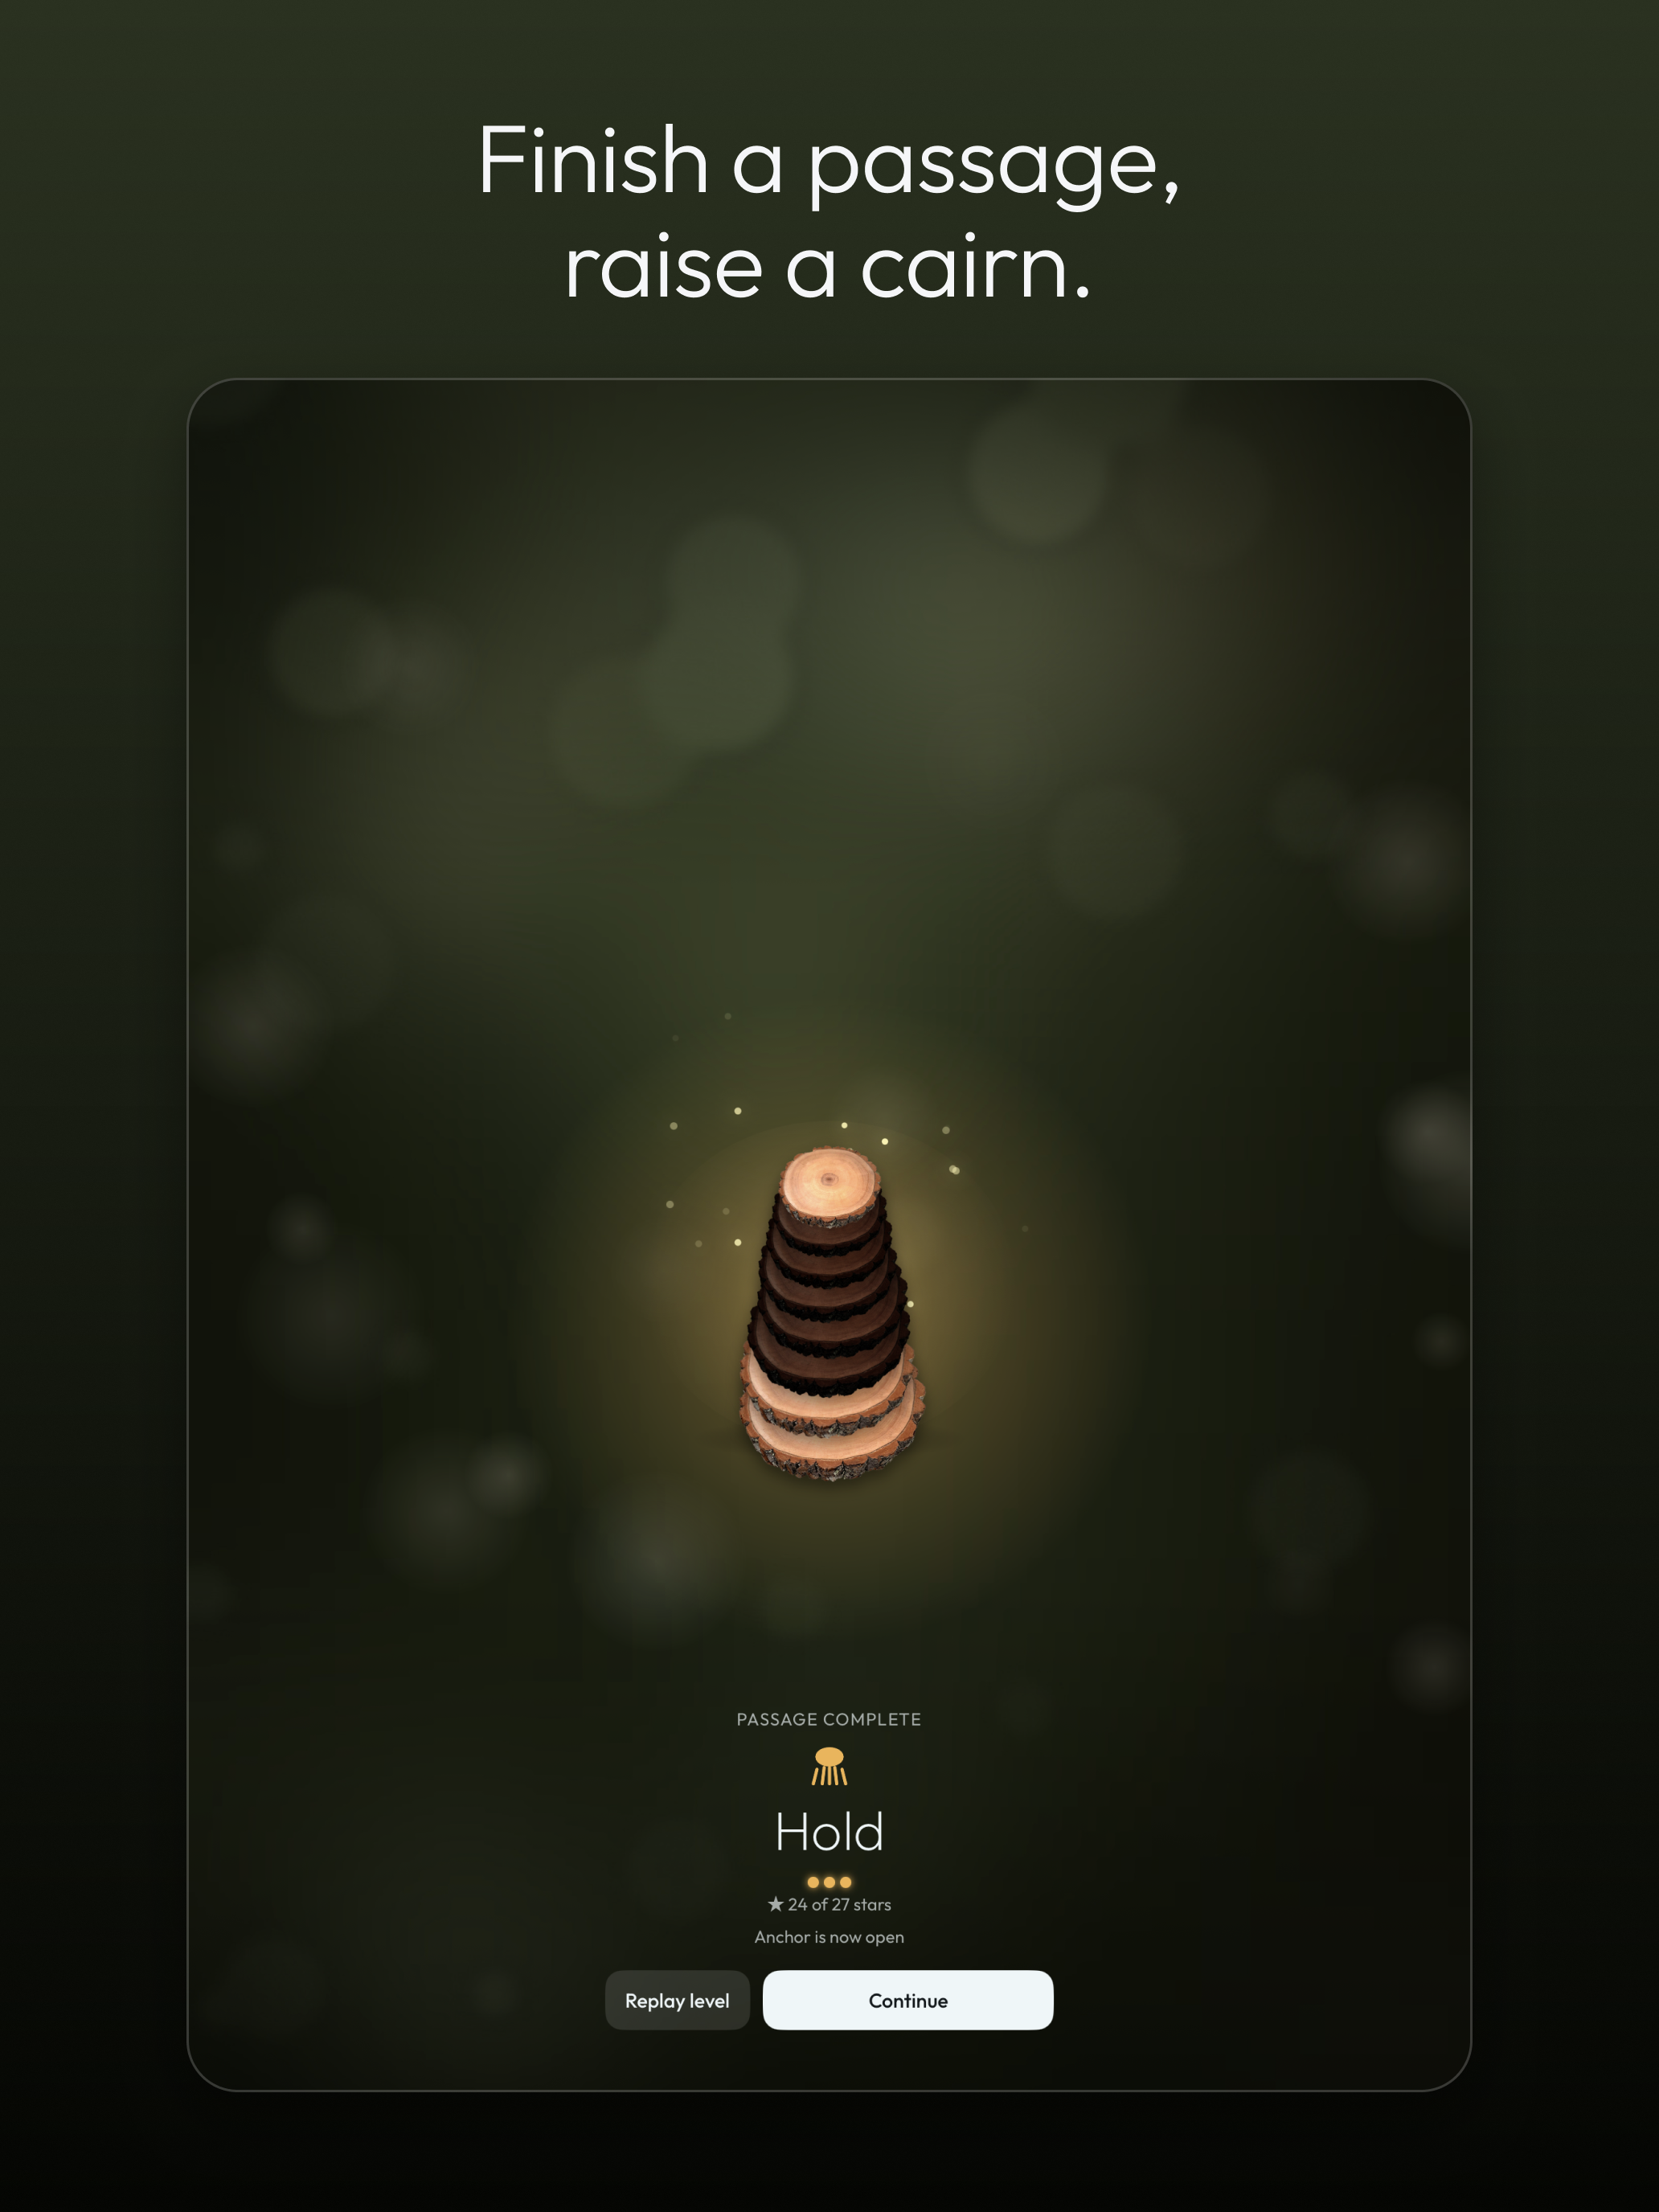 Finish a passage,
raise a cairn.
PASSAGE COMPLETE
Hold
★ 24 of 27 stars
Anchor is now open
Replay level
Continue